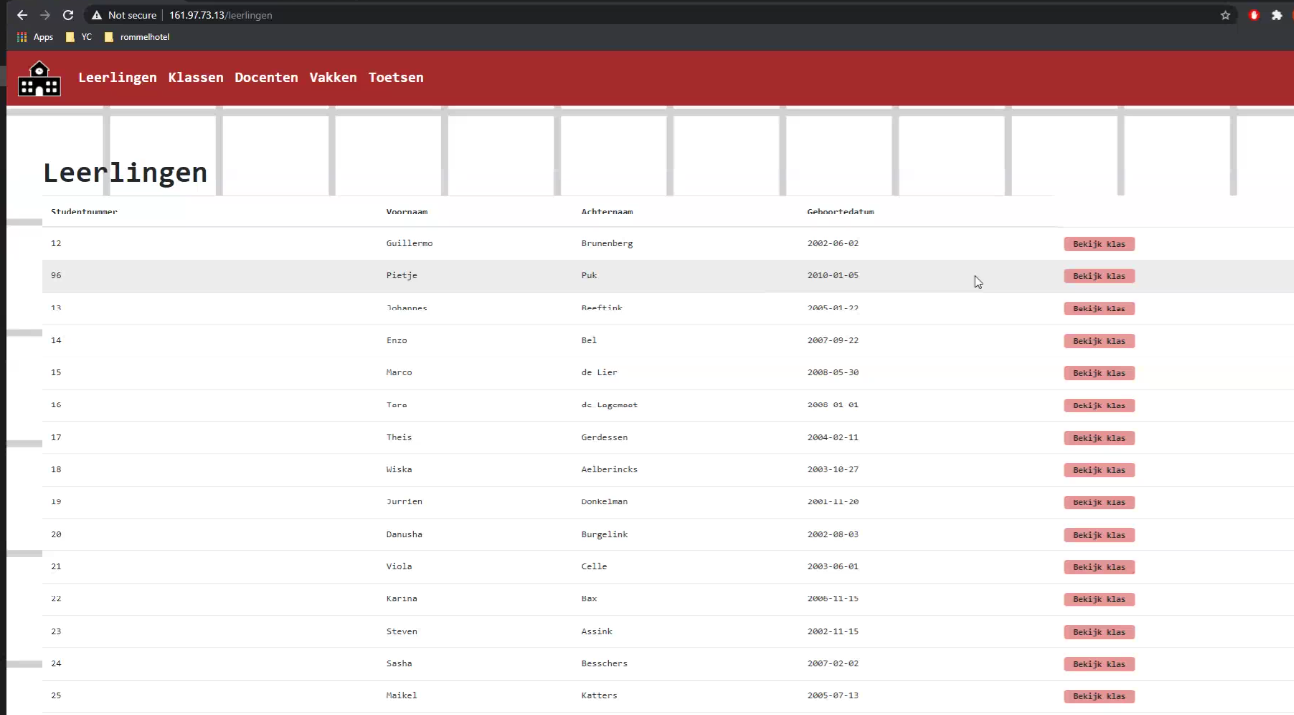 Not secure | 161.97.73.13/leerlingen
Apps YC rommelhotel
Leerlingen Klassen Docenten Vakken Toetsen
Leerlingen
Studentnummer Voornaam Achternaam Geboortedatum
12 Guillermo Brunenberg 2002-06-02 Bekijk klas
96 Pietje Puk 2010-01-05 Bekijk klas
13 Johannes Beeftink 2005-01-22 Bekijk klas
14 Enzo Bel 2007-09-22 Bekijk klas
15 Marco de Lier 2008-05-30 Bekijk klas
16 de 2008-01-01 Bekijk klas
17 Theis Gerdessen 2004-02-11 Bekijk klas
18 Wiska Aelberincks 2003-10-27 Bekijk klas
19 Jurrien Donkelman 2001-11-20 Bekijk klas
20 Danusha Burgelink 2002-08-03 Bekijk klas
21 Viola Celle 2003-06-01 Bekijk klas
22 Karina Bax 2006-11-15 Bekijk klas
23 Steven Assink 2002-11-15 Bekijk klas
24 Sasha Besschers 2007-02-02 Bekijk klas
25 Maikel Katters 2005-07-13 Bekijk klas